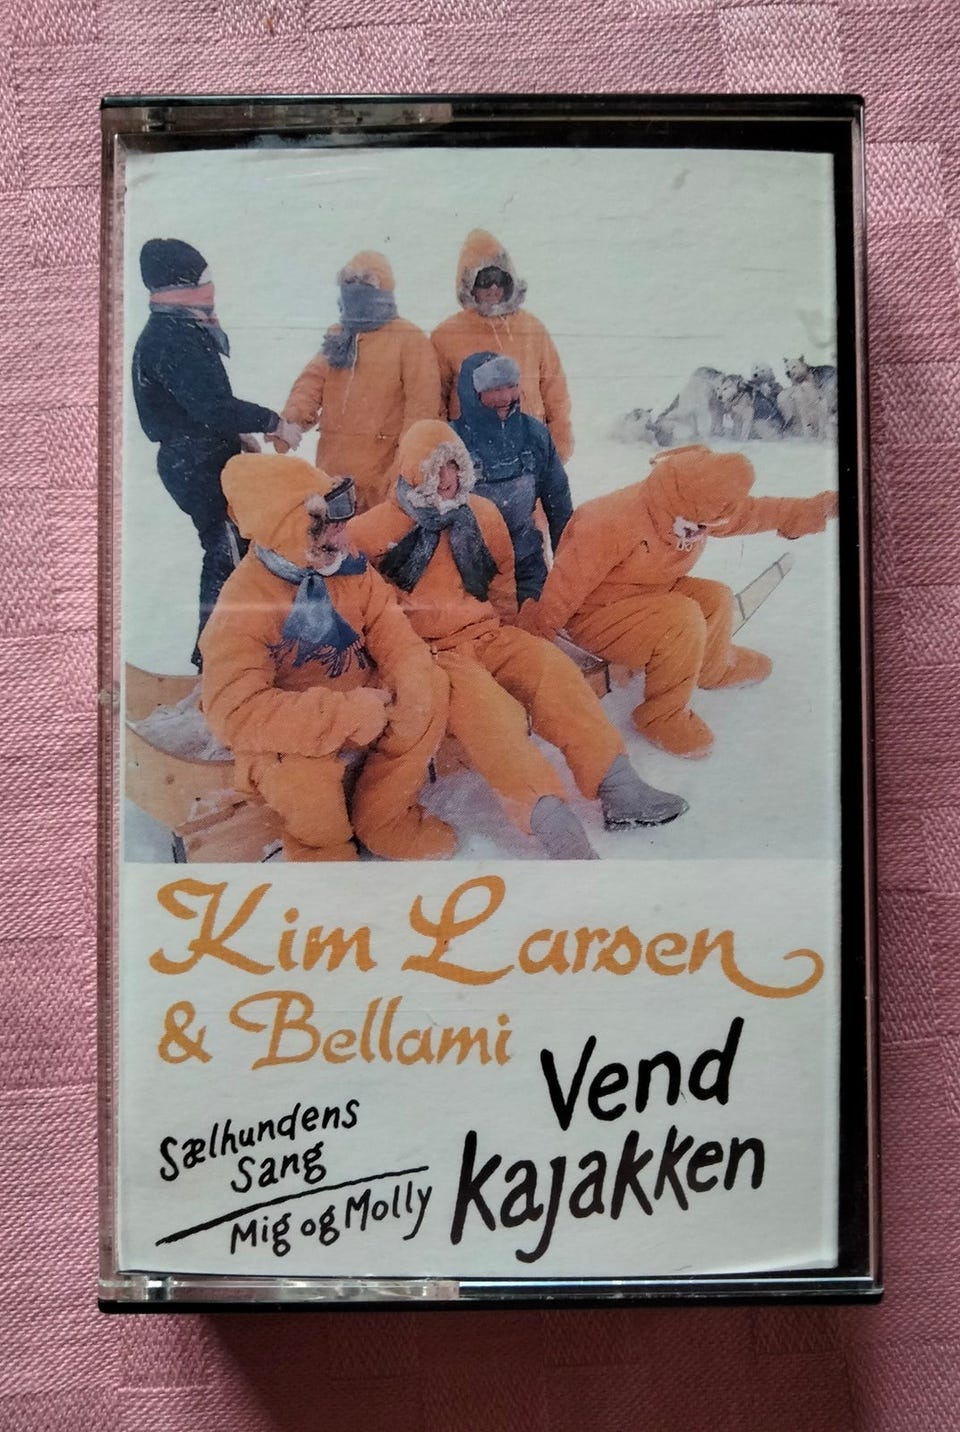 Kim Larsen
& Bellami
Vend
kajakken
Sælhundens
Sang
Mig og Molly